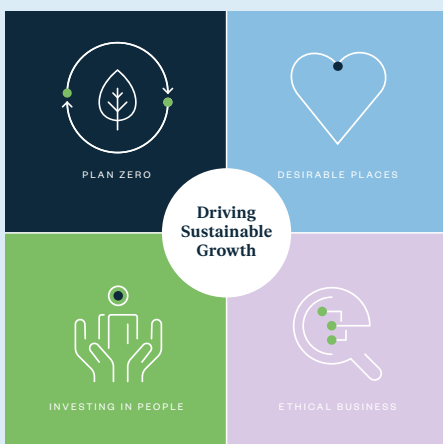 PLAN ZERO
DESIRABLE PLACES
Driving
Sustainable
Growth
INVESTING IN PEOPLE
ETHICAL BUSINESS